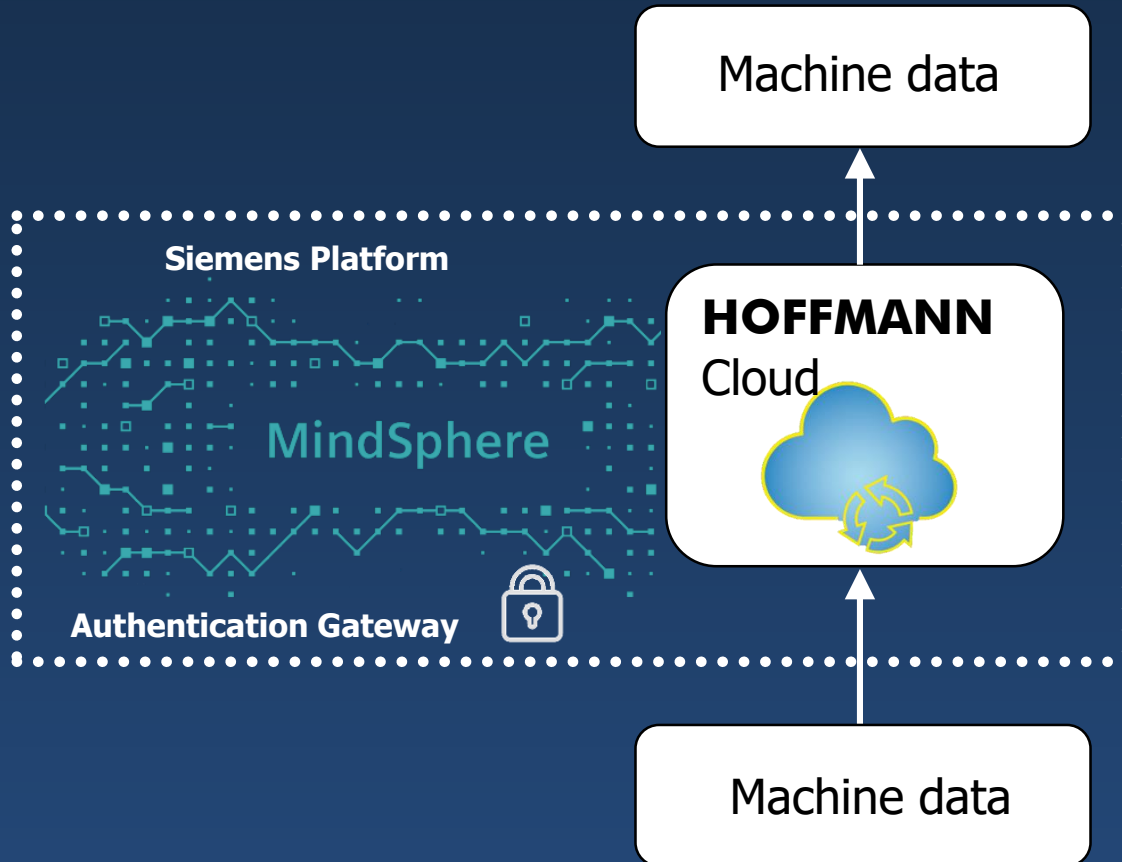 Machine data
Siemens Platform
HOFFMANN
Cloud
MindSphere
Authentication Gateway
Machine data